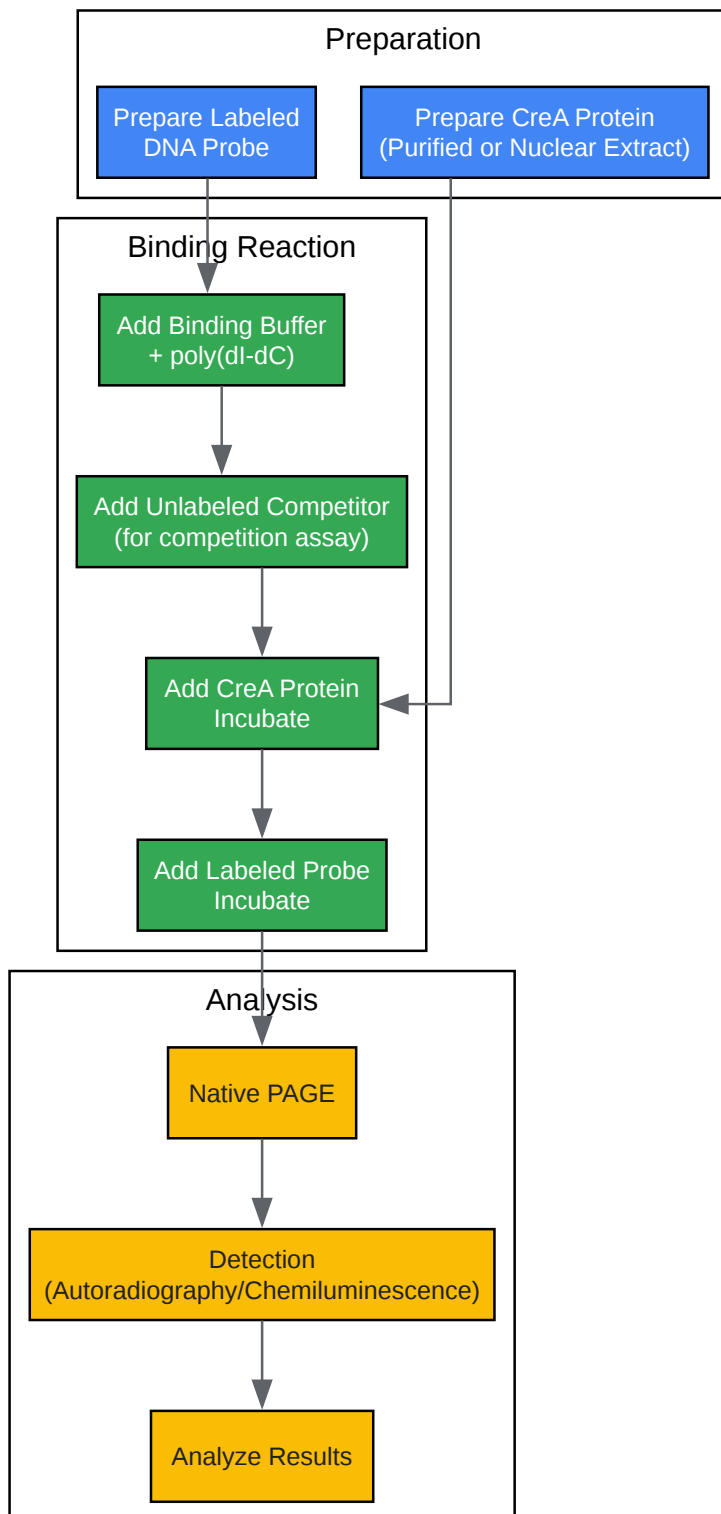 Preparation
Prepare Labeled
DNA Probe
Prepare CreA Protein
(Purified or Nuclear Extract)
Binding Reaction
Add Binding Buffer
+ poly(dI-dC)
Add Unlabeled Competitor
(for competition assay)
Add CreA Protein
Incubate
Add Labeled Probe
Incubate
Analysis
Native PAGE
Detection
(Autoradiography/Chemiluminescence)
Analyze Results